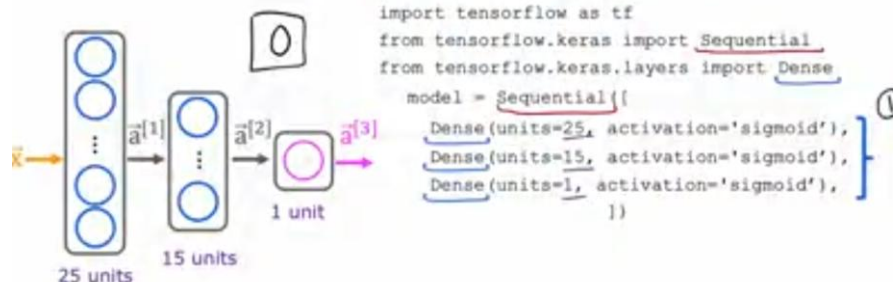 0
import tensorflow as tf
from tensorflow.keras import Sequential
from tensorflow.keras.layers import Dense
model = Sequential([
Dense(units=25, activation='sigmoid'),
Dense(units=15, activation='sigmoid'),
Dense(units=1, activation='sigmoid'),
])
x⃗
a⃗[1]
a⃗[2]
a⃗[3]
1 unit
15 units
25 units